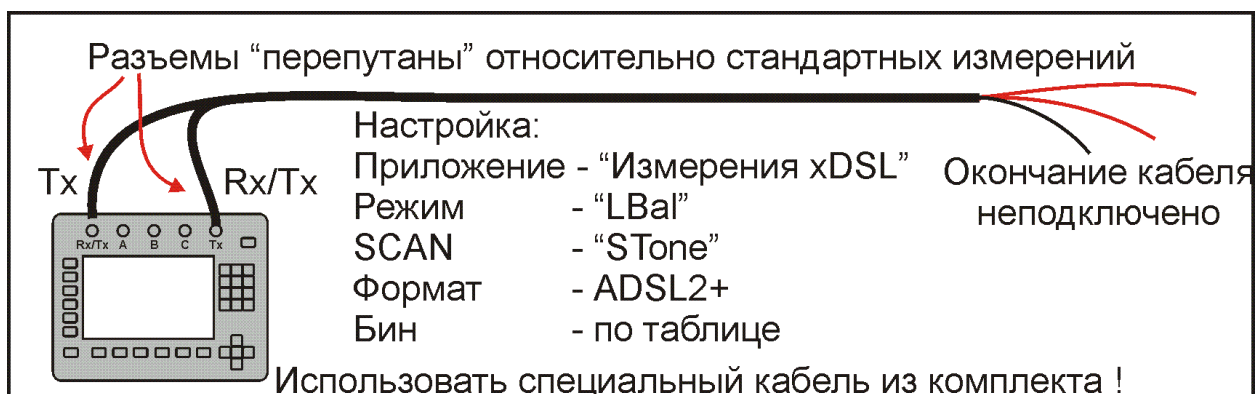 Разъемы “перепутаны” относительно стандартных измерений
Tx
Rx/Tx
Rx/Tx A B C Tx
Настройка:
Приложение - “Измерения xDSL”
Режим - “LBal”
SCAN - “STone”
Формат - ADSL2+
Бин - по таблице
Окончание кабеля
неподключено
Использовать специальный кабель из комплекта !